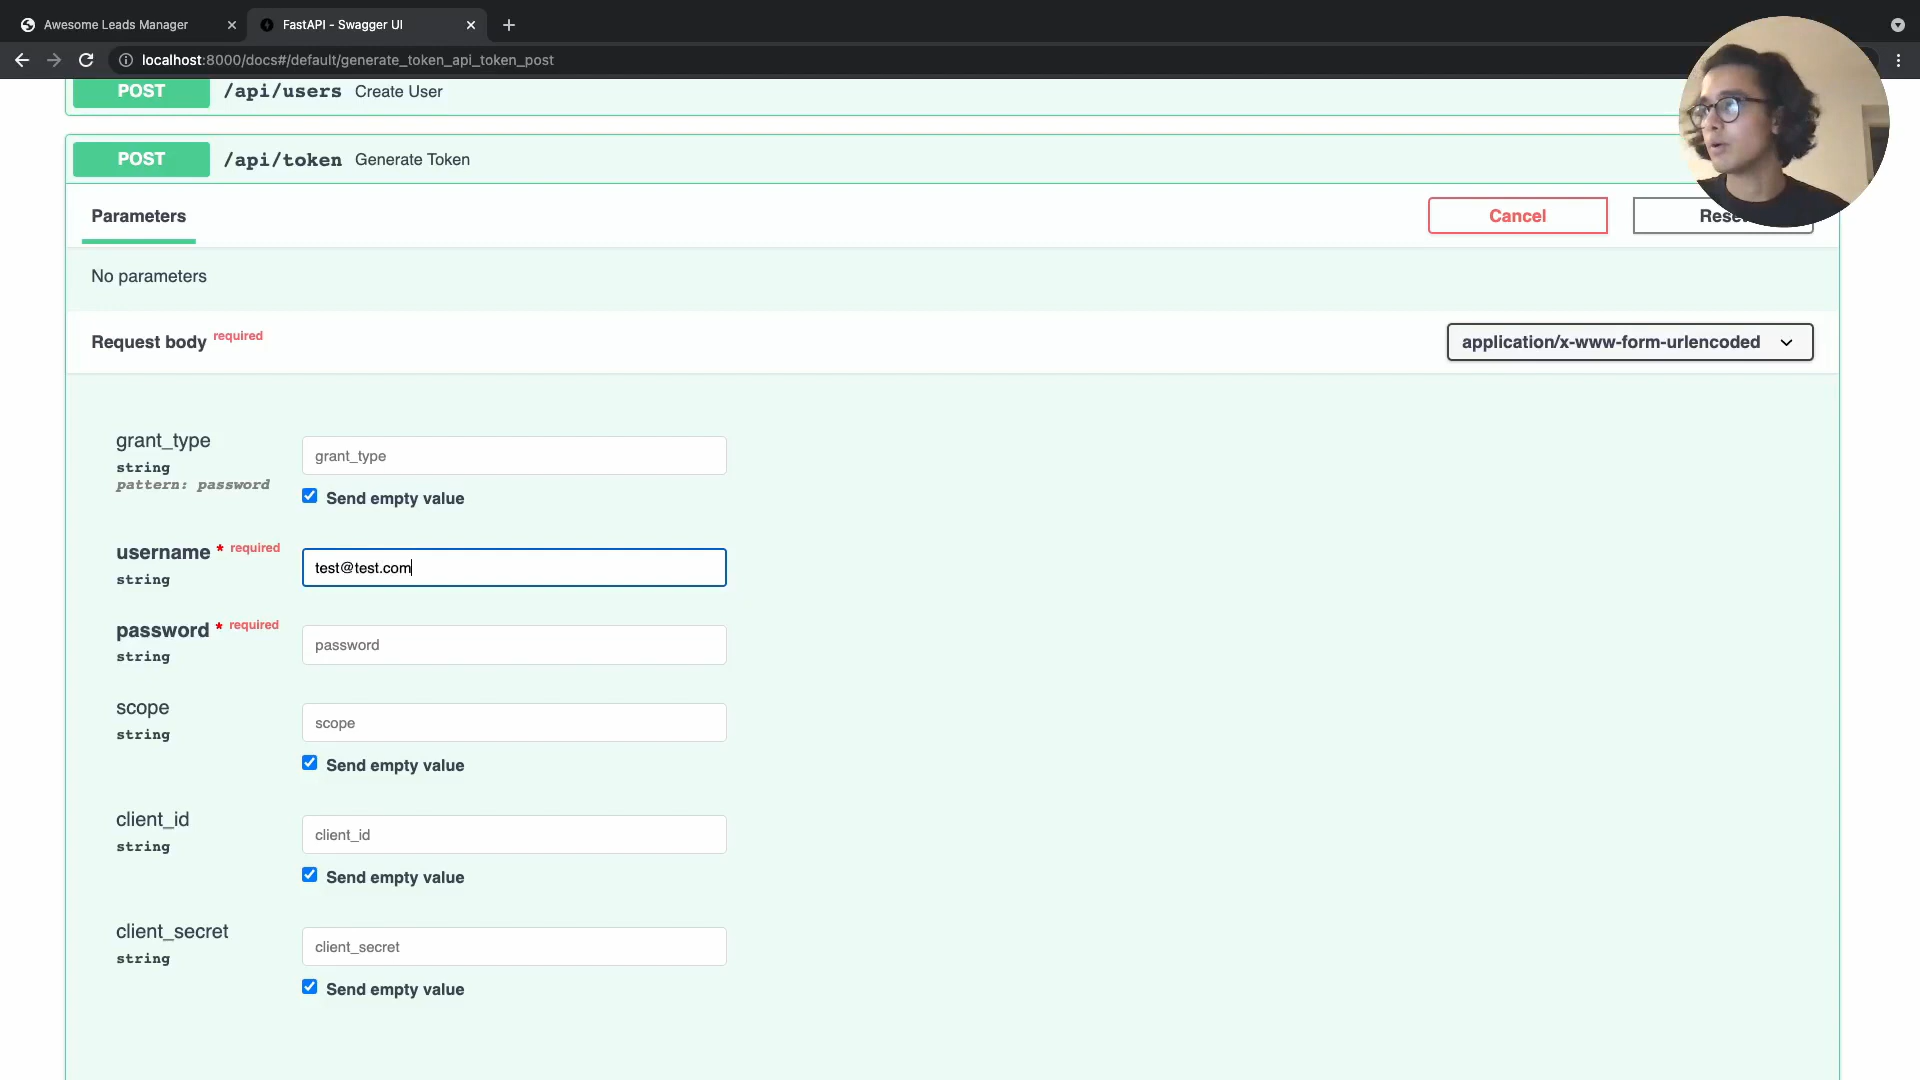 Awesome Leads Manager
FastAPI - Swagger UI
localhost:8000/docs#/default/generate_token_api_token_post
POST /api/users Create User
POST /api/token Generate Token
Parameters
Cancel
Reset
No parameters
Request body required
application/x-www-form-urlencoded
grant_type
string
pattern: password
grant_type
Send empty value
username * required
string
test@test.com
password * required
string
password
scope
string
scope
Send empty value
client_id
string
client_id
Send empty value
client_secret
string
client_secret
Send empty value